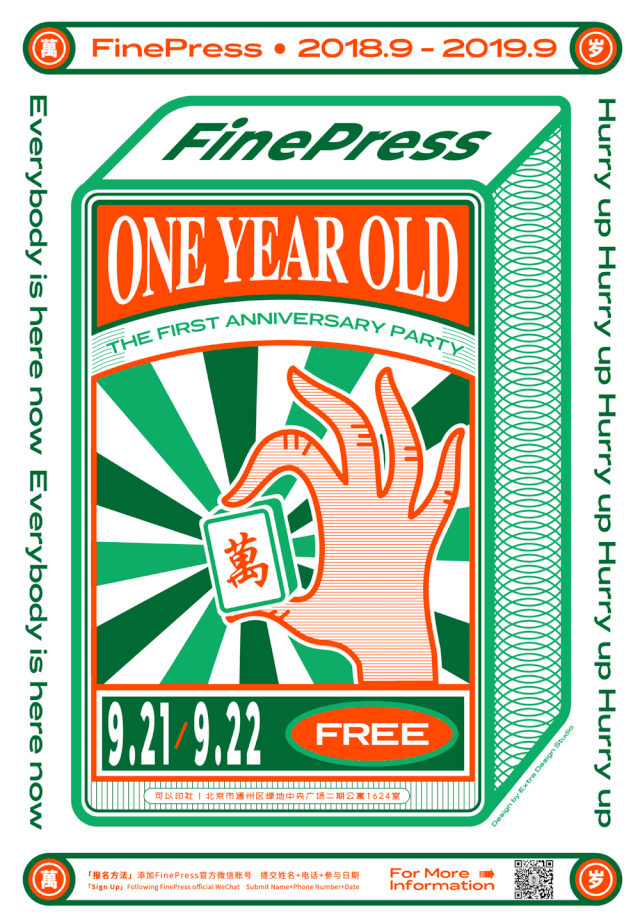 萬
FinePress • 2018.9 - 2019.9
岁
Everybody is here now Everybody is here now
Hurry up Hurry up Hurry up Hurry up Hurry up
FinePress
ONE YEAR OLD
THE FIRST ANNIVERSARY PARTY
萬
9.21/9.22
FREE
可以印社 | 北京市通州区绿地中央广场二期公寓1624室
Design by Extra Design Studio
萬
「报名方法」添加FinePress官方微信账号 提交姓名+电话+参与日期
「Sign Up」Following FinePress official WeChat Submit Name+Phone Number+Date
For More
Information
岁